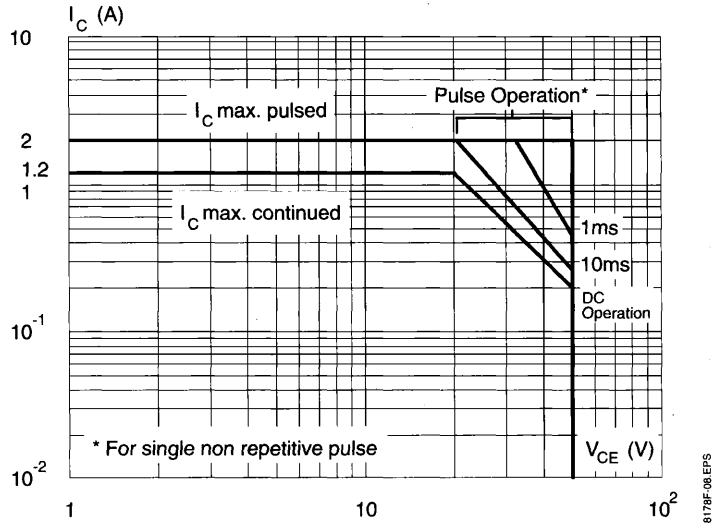 I_C (A)
10
Pulse Operation*
I_C max. pulsed
2
1.2
1
I_C max. continued
1ms
10ms
DC
Operation
10^-1
* For single non repetitive pulse
V_CE (V)
10^-2
1
10
10^2
8178F-08.EPS